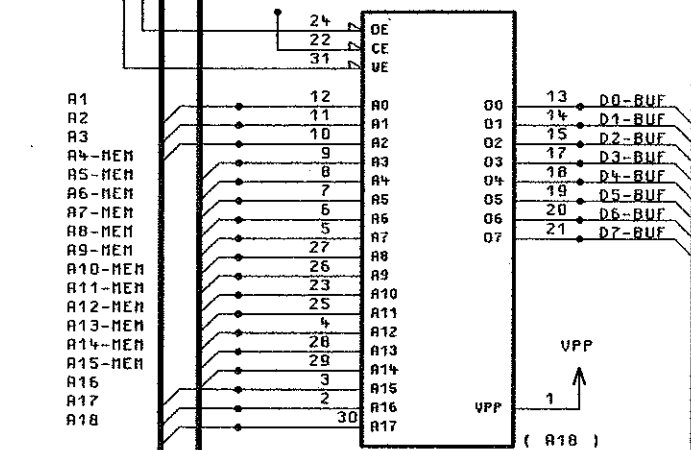 24 OE
22 CE
31 WE
A1 12 A0 O0 13 D0-BUF
A2 11 A1 O1 14 D1-BUF
A3 10 A2 O2 15 D2-BUF
A4-MEM 9 A3 O3 17 D3-BUF
A5-MEM 8 A4 O4 18 D4-BUF
A6-MEM 7 A5 O5 19 D5-BUF
A7-MEM 6 A6 O6 20 D6-BUF
A8-MEM 5 A7 O7 21 D7-BUF
A9-MEM 27 A8
A10-MEM 26 A9
A11-MEM 23 A10
A12-MEM 25 A11
A13-MEM 4 A12
A14-MEM 28 A13
A15-MEM 29 A14
VPP
A16 3 A15
A17 2 A16 VPP 1
A18 30 A17
( A18 )